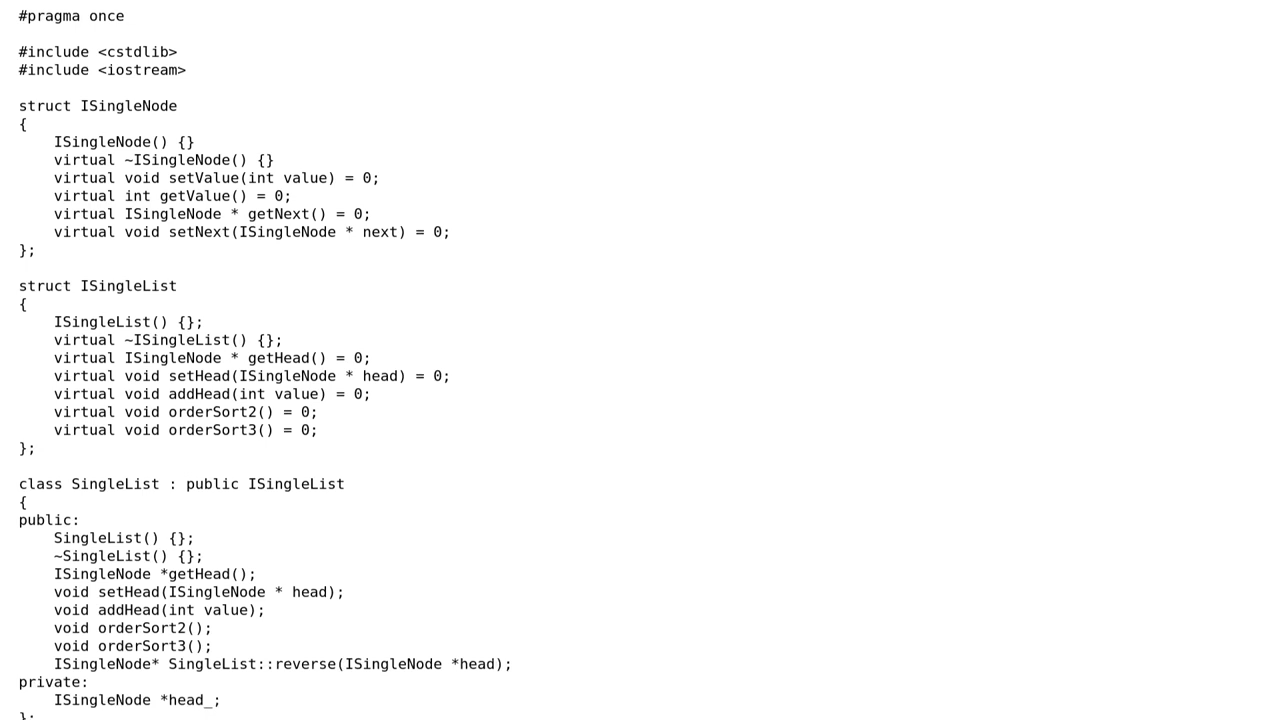 #pragma once

#include <cstdlib>
#include <iostream>

struct ISingleNode
{
    ISingleNode() {}
    virtual ~ISingleNode() {}
    virtual void setValue(int value) = 0;
    virtual int getValue() = 0;
    virtual ISingleNode * getNext() = 0;
    virtual void setNext(ISingleNode * next) = 0;
};

struct ISingleList
{
    ISingleList() {};
    virtual ~ISingleList() {};
    virtual ISingleNode * getHead() = 0;
    virtual void setHead(ISingleNode * head) = 0;
    virtual void addHead(int value) = 0;
    virtual void orderSort2() = 0;
    virtual void orderSort3() = 0;
};

class SingleList : public ISingleList
{
public:
    SingleList() {};
    ~SingleList() {};
    ISingleNode *getHead();
    void setHead(ISingleNode * head);
    void addHead(int value);
    void orderSort2();
    void orderSort3();
    ISingleNode* SingleList::reverse(ISingleNode *head);
private:
    ISingleNode *head_;
};